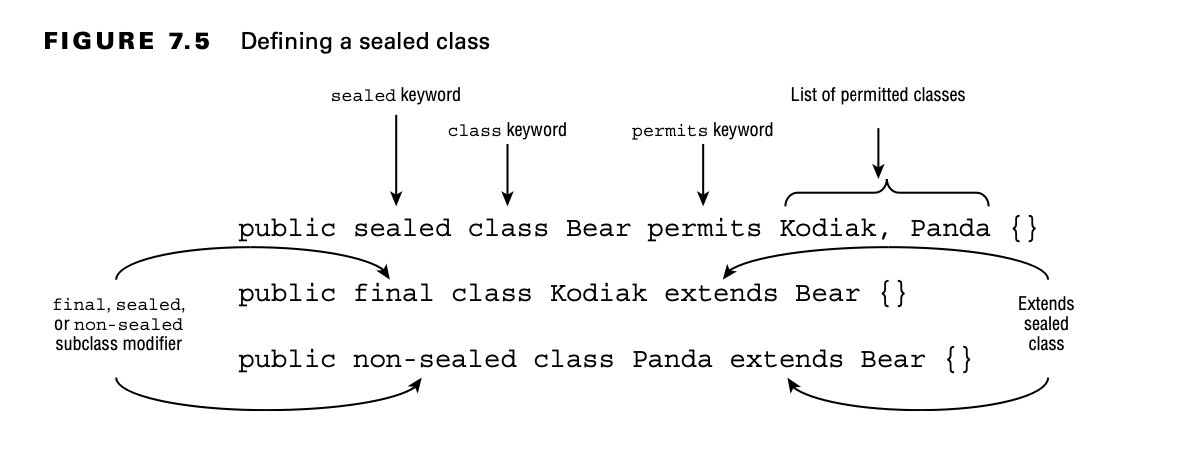 FIGURE 7.5 Defining a sealed class
sealed keyword
List of permitted classes
class keyword
permits keyword
public sealed class Bear permits Kodiak, Panda {}
public final class Kodiak extends Bear {}
final, sealed,
or non-sealed
subclass modifier
Extends
sealed
class
public non-sealed class Panda extends Bear {}